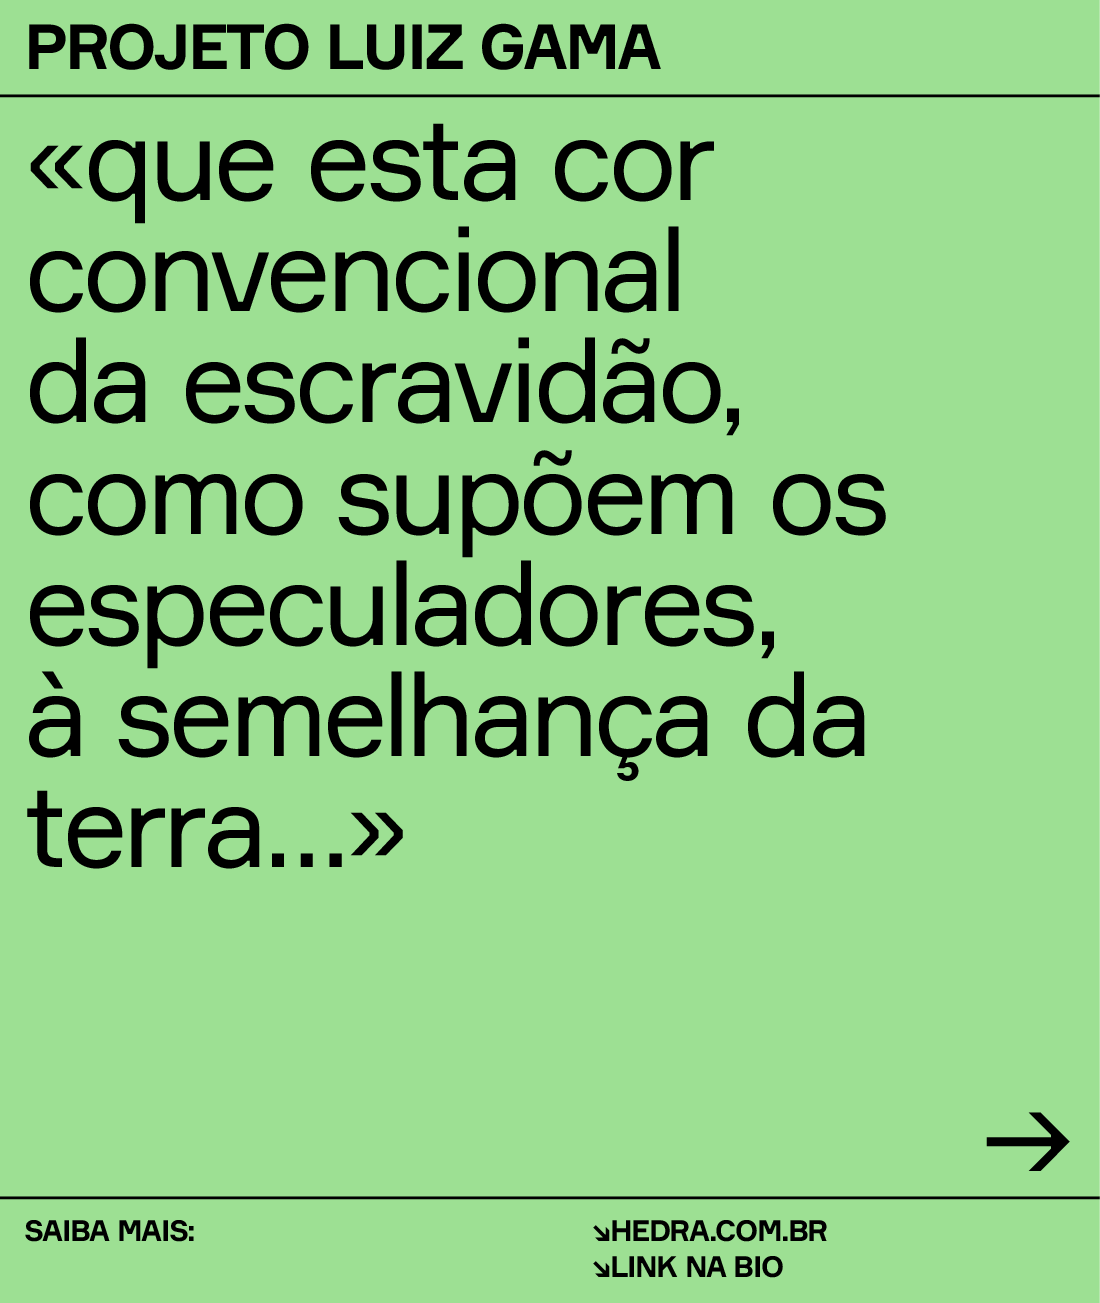 PROJETO LUIZ GAMA
«que esta cor
convencional
da escravidão,
como supõem os
especuladores,
à semelhança da
terra...»
→
SAIBA MAIS:
↘HEDRA.COM.BR
↘LINK NA BIO